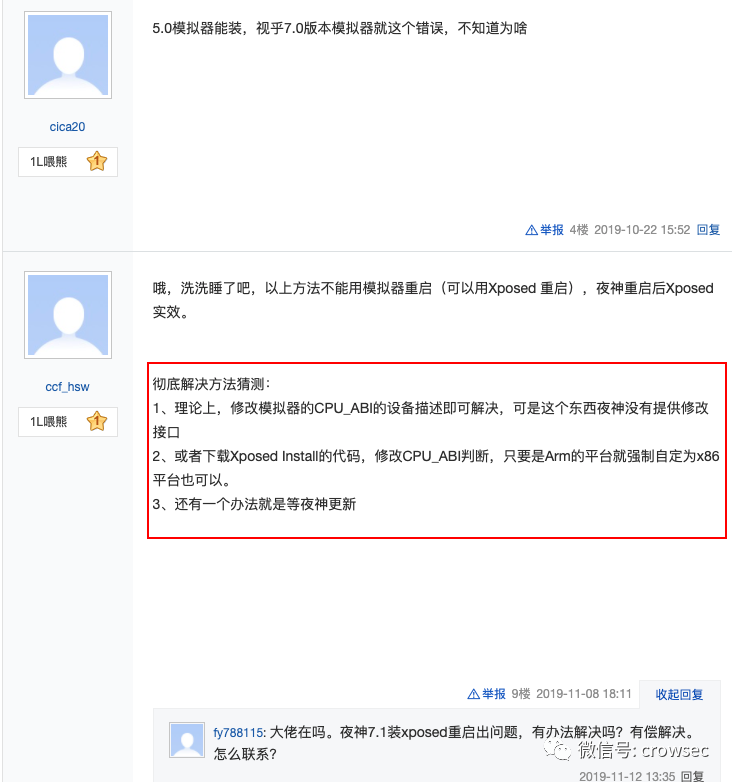 5.0模拟器能装，视乎7.0版本模拟器就这个错误，不知道为啥
cica20
1L喂熊 1
举报 4楼 2019-10-22 15:52 回复
哦，洗洗睡了吧，以上方法不能用模拟器重启（可以用Xposed 重启），夜神重启后Xposed
实效。
ccf_hsw
1L喂熊 1
彻底解决方法猜测：
1、理论上，修改模拟器的CPU_ABI的设备描述即可解决，可是这个东西夜神没有提供修改
接口
2、或者下载Xposed Install的代码，修改CPU_ABI判断，只要是Arm的平台就强制自定为x86
平台也可以。
3、还有一个办法就是等夜神更新
举报 9楼 2019-11-08 18:11 收起回复
fy788115: 大佬在吗。夜神7.1装xposed重启出问题，有办法解决吗？有偿解决。
怎么联系？
微信号: crowsec
2019-11-12 13:35 回复